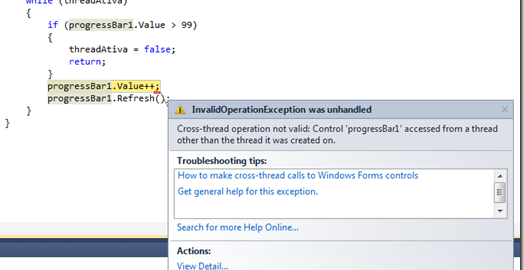 while (threadAtiva)
{
if (progressBar1.Value > 99)
{
threadAtiva = false;
return;
}
progressBar1.Value++;
progressBar1.Refresh();
}
}
InvalidOperationException was unhandled
Cross-thread operation not valid: Control 'progressBar1' accessed from a thread
other than the thread it was created on.
Troubleshooting tips:
How to make cross-thread calls to Windows Forms controls
Get general help for this exception.
Search for more Help Online...
Actions:
View Detail...